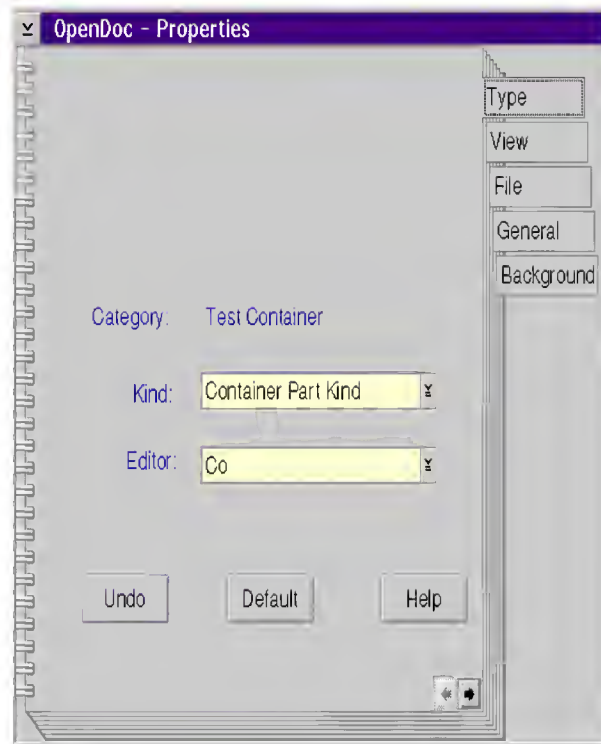 OpenDoc - Properties
Type
View
File
General
Background
Category: Test Container
Kind: Container Part Kind
Editor: Co
Undo Default Help